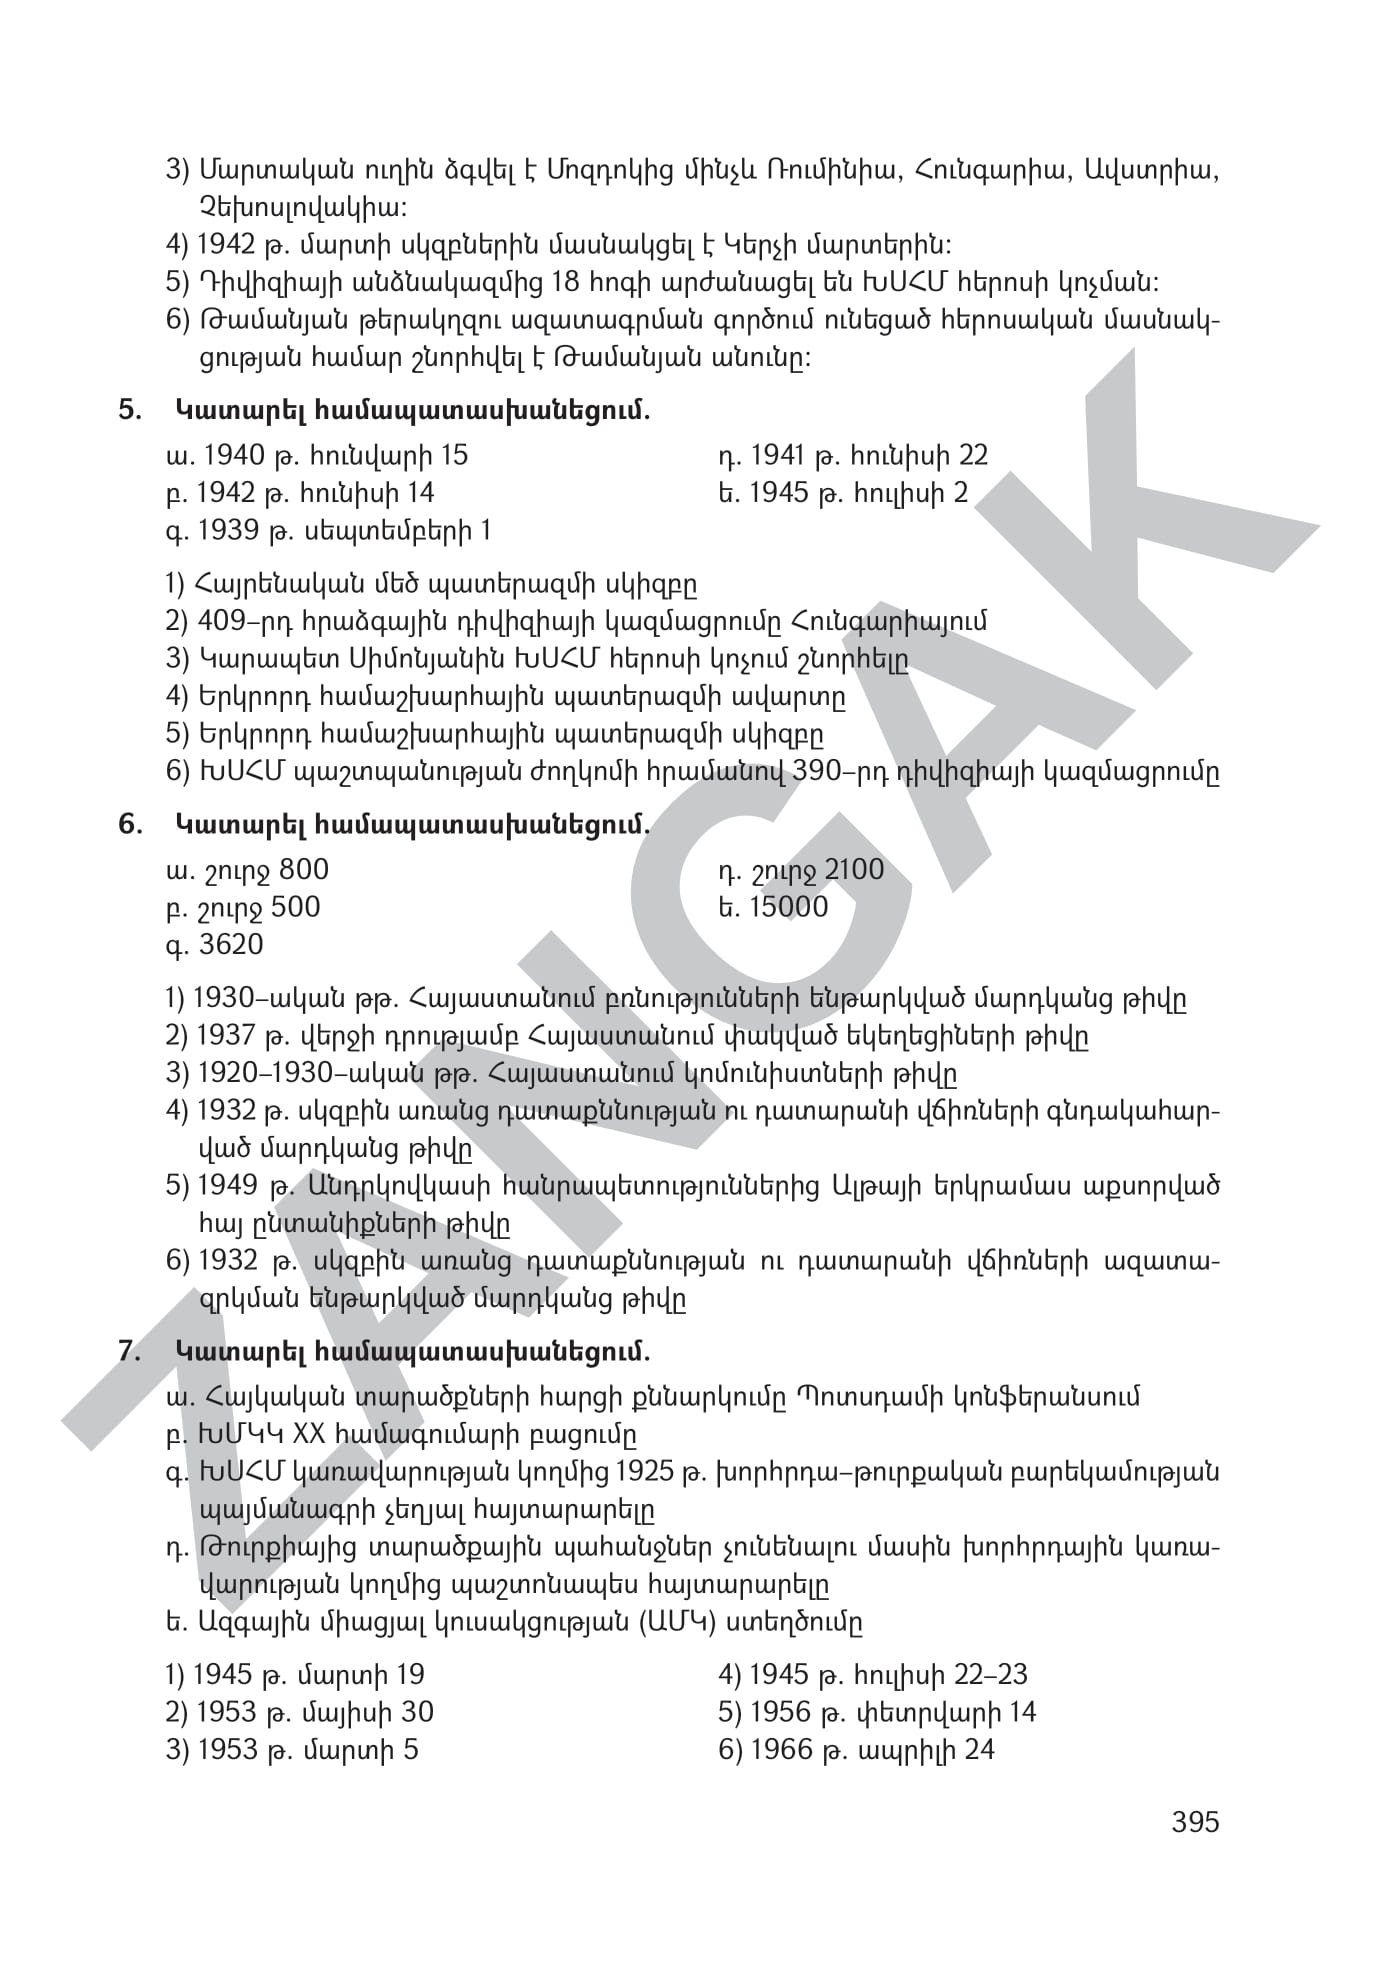 3) Մարտական ուղին ձգվել է Մոզդոկից մինչև Ռումինիա, Հունգարիա, Ավստրիա,
Չեխոսլովակիա:
4) 1942 թ. մարտի սկզբներին մասնակցել է Կերչի մարտերին:
5) Դիվիզիայի անձնակազմից 18 հոգի արժանացել են ԽՍՀՄ հերոսի կոչման:
6) Թամանյան թերակղզու ազատագրման գործում ունեցած հերոսական մասնակ-
ցության համար շնորհվել է Թամանյան անունը:
5. Կատարել համապատասխանեցում.
ա. 1940 թ. հունվարի 15
դ. 1941 թ. հունիսի 22
բ. 1942 թ. հունիսի 14
ե. 1945 թ. հուլիսի 2
գ. 1939 թ. սեպտեմբերի 1
1) Հայրենական մեծ պատերազմի սկիզբը
2) 409–րդ հրաձգային դիվիզիայի կազմացրումը Հունգարիայում
3) Կարապետ Սիմոնյանին ԽՍՀՄ հերոսի կոչում շնորհելը
4) Երկրորդ համաշխարհային պատերազմի ավարտը
5) Երկրորդ համաշխարհային պատերազմի սկիզբը
6) ԽՍՀՄ պաշտպանության ժողկոմի հրամանով 390–րդ դիվիզիայի կազմացրումը
6. Կատարել համապատասխանեցում.
ա. շուրջ 800
դ. շուրջ 2100
բ. շուրջ 500
ե. 15000
գ. 3620
1) 1930–ական թթ. Հայաստանում բռնությունների ենթարկված մարդկանց թիվը
2) 1937 թ. վերջի դրությամբ Հայաստանում փակված եկեղեցիների թիվը
3) 1920–1930–ական թթ. Հայաստանում կոմունիստների թիվը
4) 1932 թ. սկզբին առանց դատաքննության ու դատարանի վճիռների գնդակահար-
ված մարդկանց թիվը
5) 1949 թ. Անդրկովկասի հանրապետություններից Ալթայի երկրամաս աքսորված
հայ ընտանիքների թիվը
6) 1932 թ. սկզբին առանց դատաքննության ու դատարանի վճիռների ազատա-
զրկման ենթարկված մարդկանց թիվը
7. Կատարել համապատասխանեցում.
ա. Հայկական տարածքների հարցի քննարկումը Պոտսդամի կոնֆերանսում
բ. ԽՄԿԿ XX համագումարի բացումը
գ. ԽՍՀՄ կառավարության կողմից 1925 թ. խորհրդա–թուրքական բարեկամության
պայմանագրի չեղյալ հայտարարելը
դ. Թուրքիայից տարածքային պահանջներ չունենալու մասին խորհրդային կառա-
վարության կողմից պաշտոնապես հայտարարելը
ե. Ազգային միացյալ կուսակցության (ԱՄԿ) ստեղծումը
1) 1945 թ. մարտի 19
4) 1945 թ. հուլիսի 22–23
2) 1953 թ. մայիսի 30
5) 1956 թ. փետրվարի 14
3) 1953 թ. մարտի 5
6) 1966 թ. ապրիլի 24
395
ZANGAK